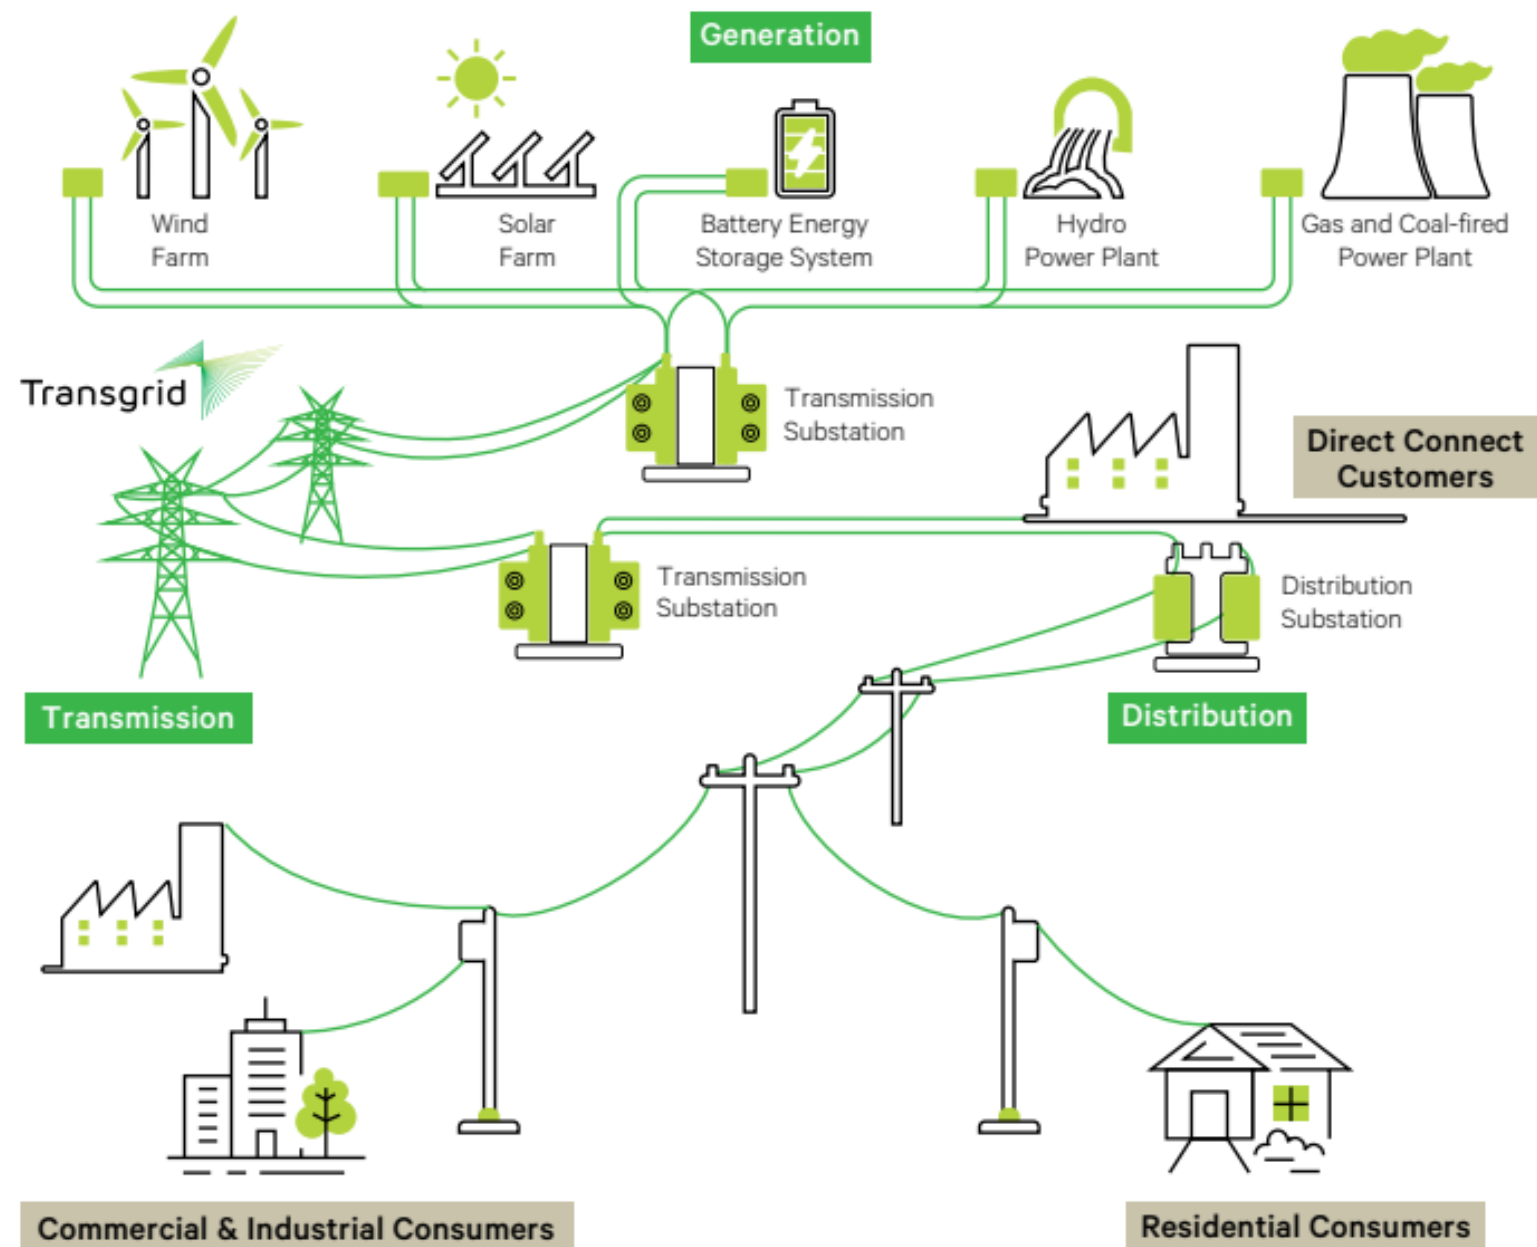 Generation
Wind
Farm
Solar
Farm
Battery Energy
Storage System
Hydro
Power Plant
Gas and Coal-fired
Power Plant
Transgrid
Transmission
Substation
Direct Connect
Customers
Transmission
Substation
Distribution
Substation
Transmission
Distribution
Commercial & Industrial Consumers
Residential Consumers